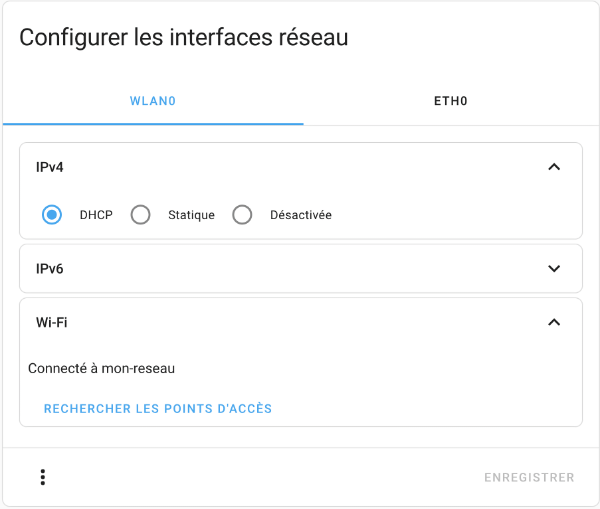 Configurer les interfaces réseau
WLAN0 ETH0
IPv4
DHCP Statique Désactivée
IPv6
Wi-Fi
Connecté à mon-reseau
RECHERCHER LES POINTS D'ACCÈS
ENREGISTRER